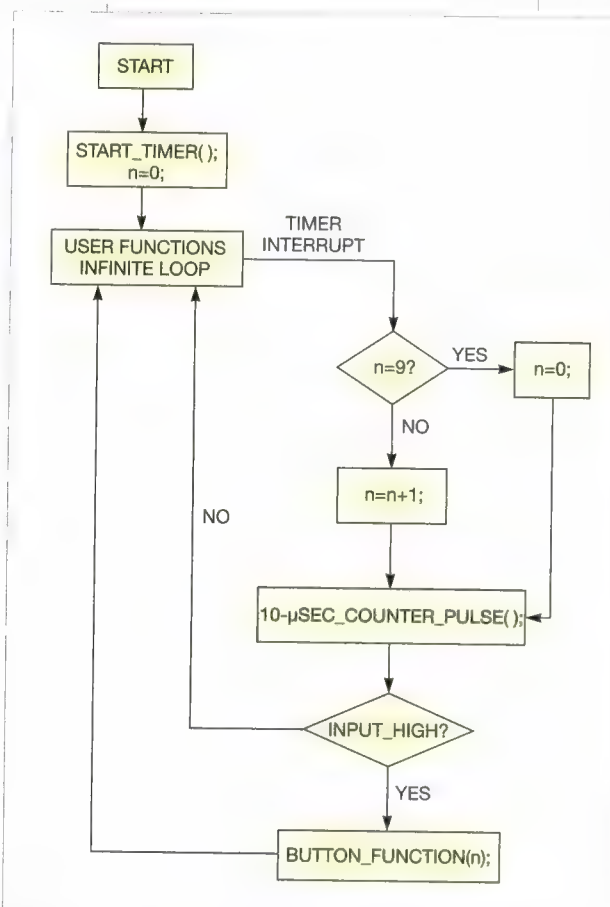 START
START_TIMER( );
n=0;
USER FUNCTIONS
INFINITE LOOP
TIMER
INTERRUPT
n=9?
YES
n=0;
NO
n=n+1;
NO
10-µSEC_COUNTER_PULSE( );
INPUT_HIGH?
YES
BUTTON_FUNCTION(n);